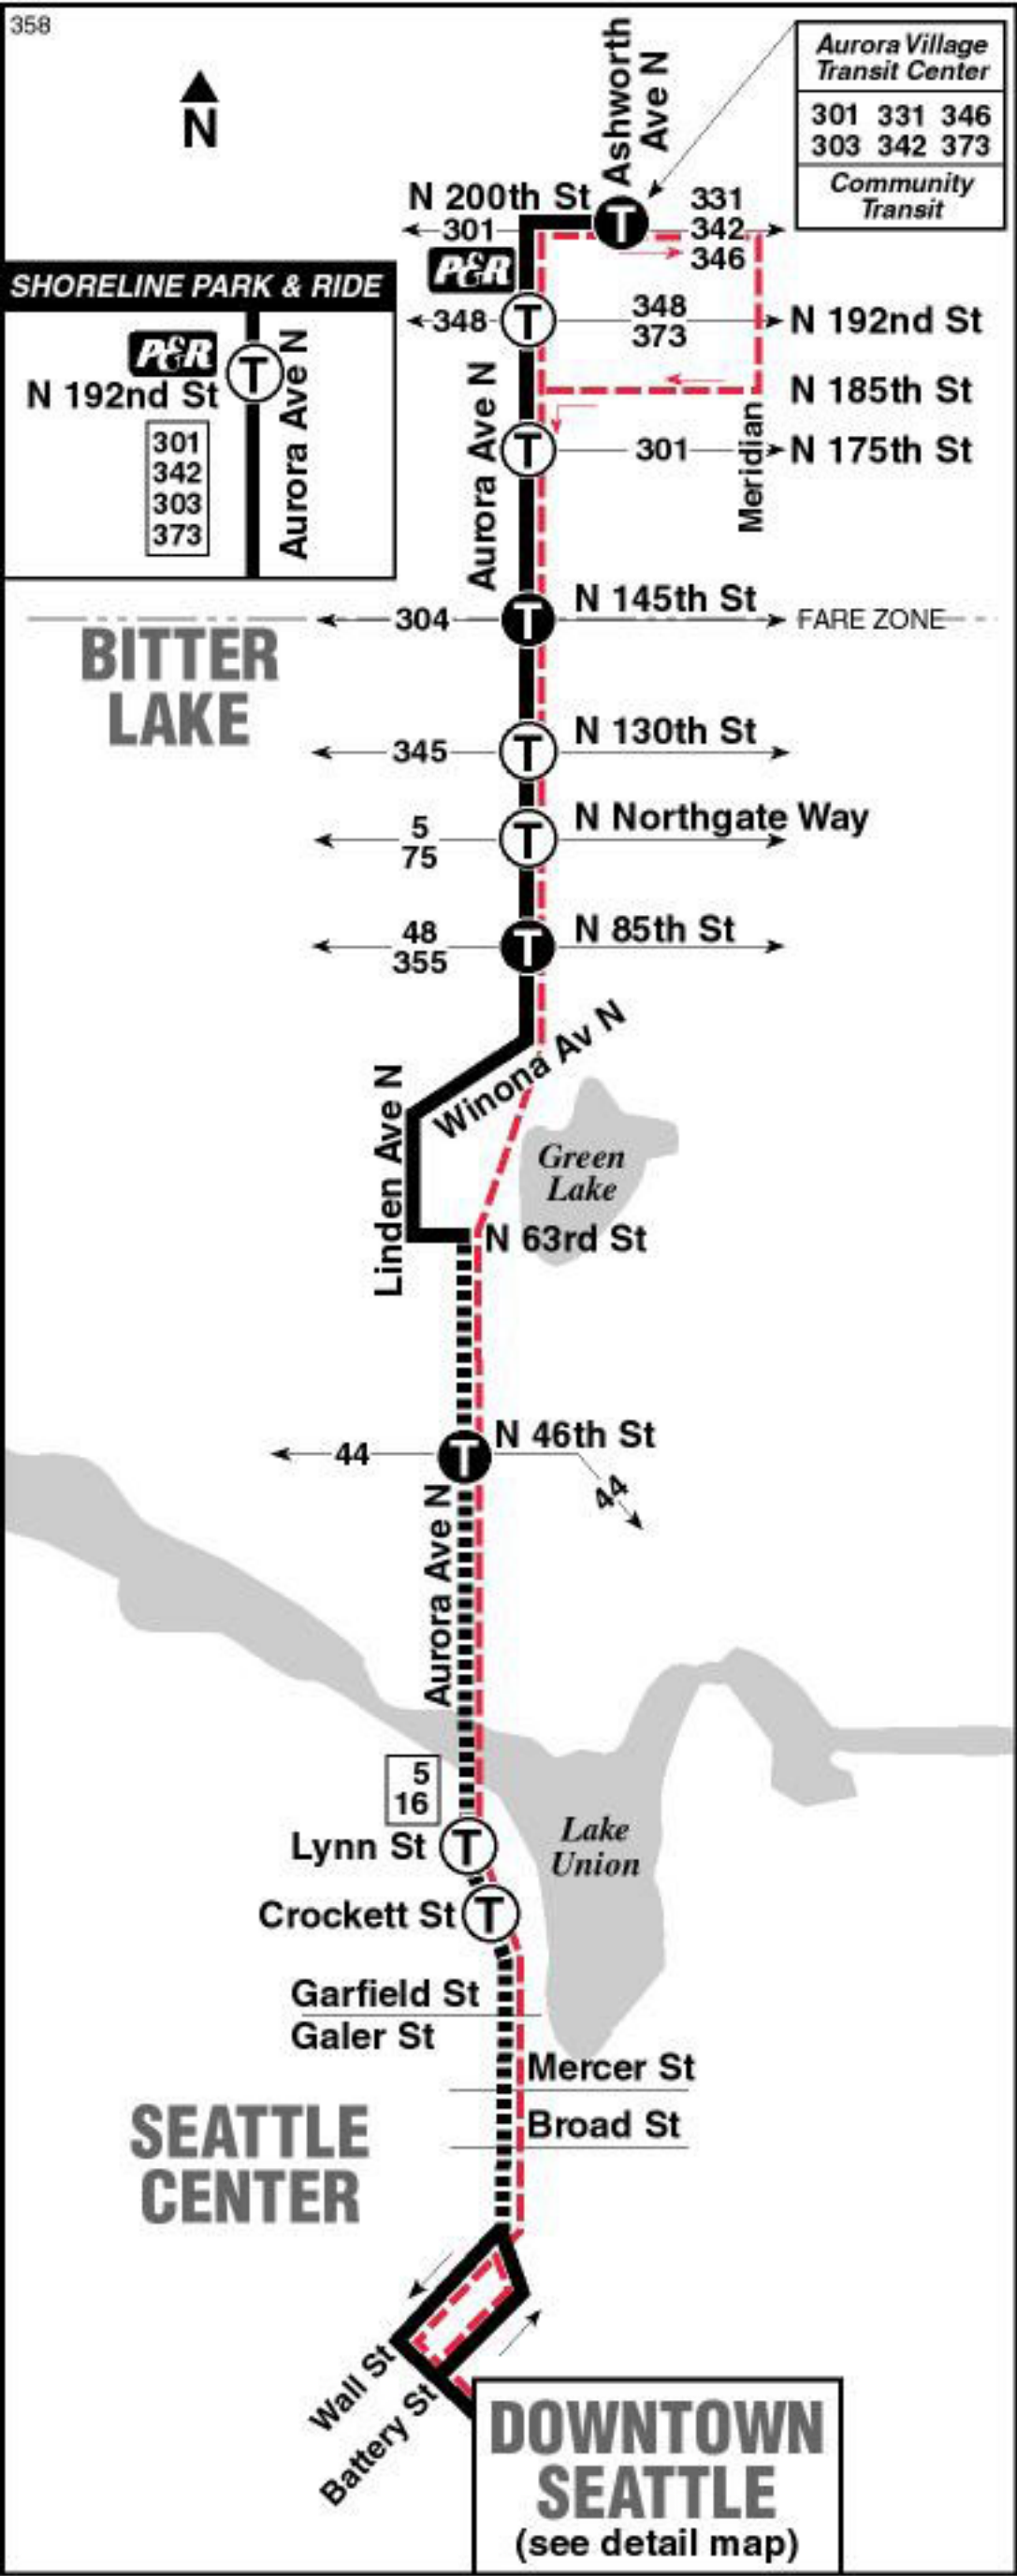 358
N
Ashworth
Ave N
Aurora Village
Transit Center
301 331 346
303 342 373
Community
Transit
N 200th St
T
331
301
342
346
P&R
SHORELINE PARK & RIDE
348
T
348
373
N 192nd St
P&R
T
N 192nd St
Aurora Ave N
301
342
303
373
Aurora Ave N
N 185th St
T
301
Meridian
N 175th St
N 145th St
304
T
FARE ZONE
BITTER
LAKE
N 130th St
345
T
N Northgate Way
5
75
T
N 85th St
48
355
T
Winona Av N
Linden Ave N
Green
Lake
N 63rd St
N 46th St
44
T
44
Aurora Ave N
5
16
Lynn St
T
Lake
Union
Crockett St
T
Garfield St
Galer St
Mercer St
Broad St
SEATTLE
CENTER
Wall St
Battery St
DOWNTOWN
SEATTLE
(see detail map)